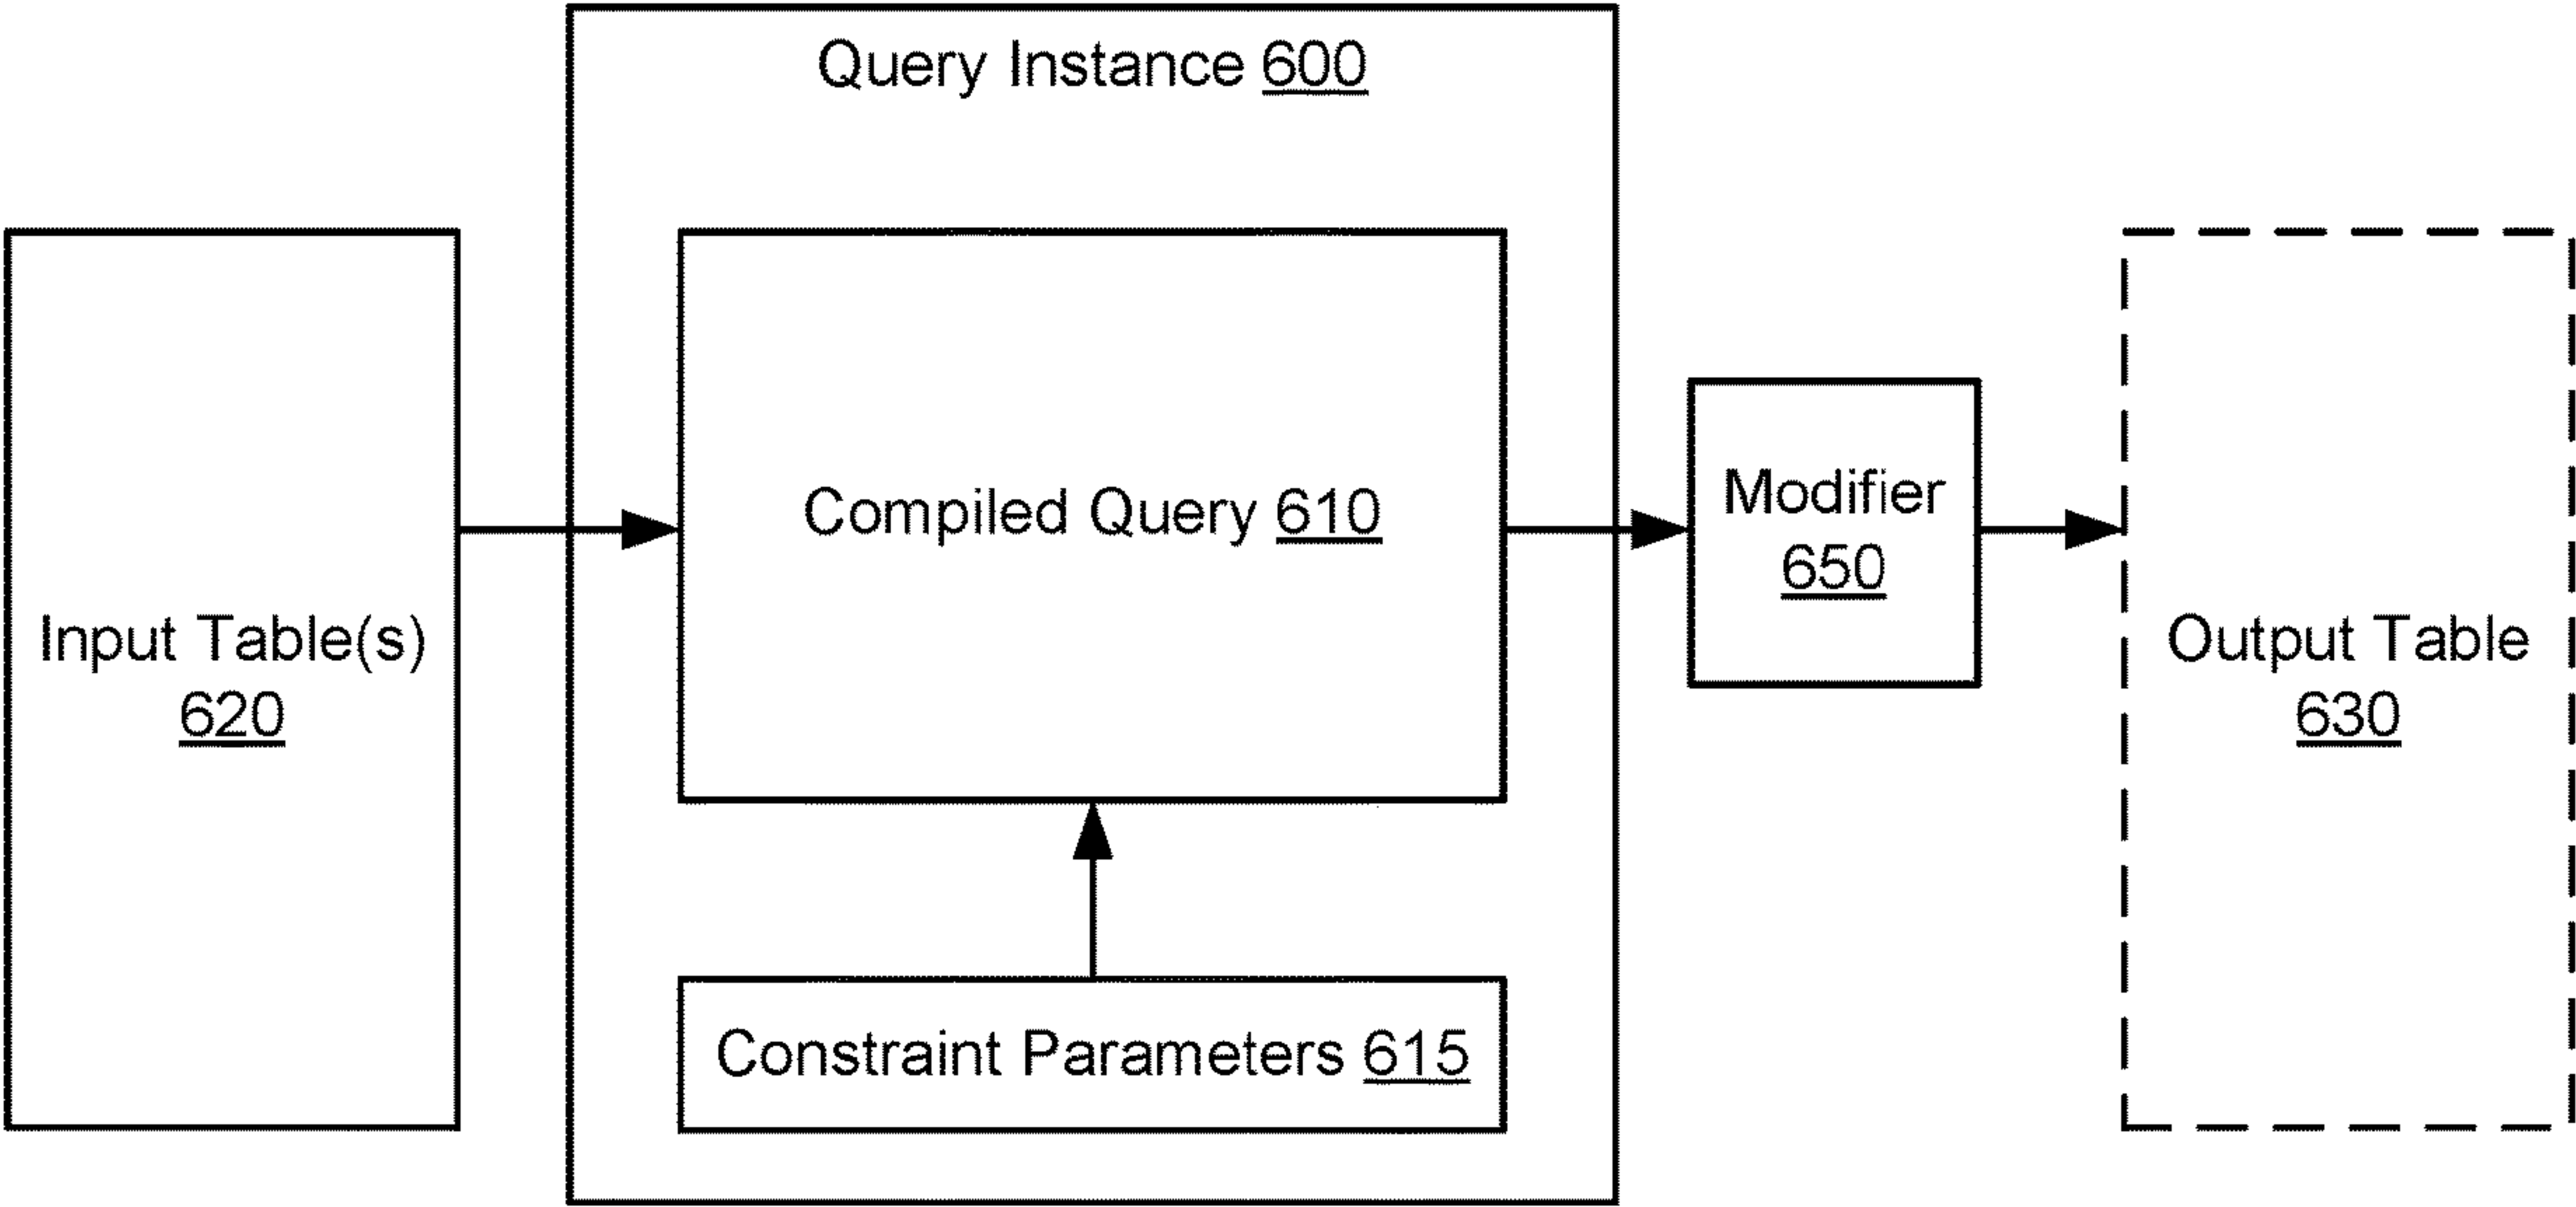 Query Instance 600
Input Table(s)
620
Compiled Query 610
Constraint Parameters 615
Modifier
650
Output Table
630